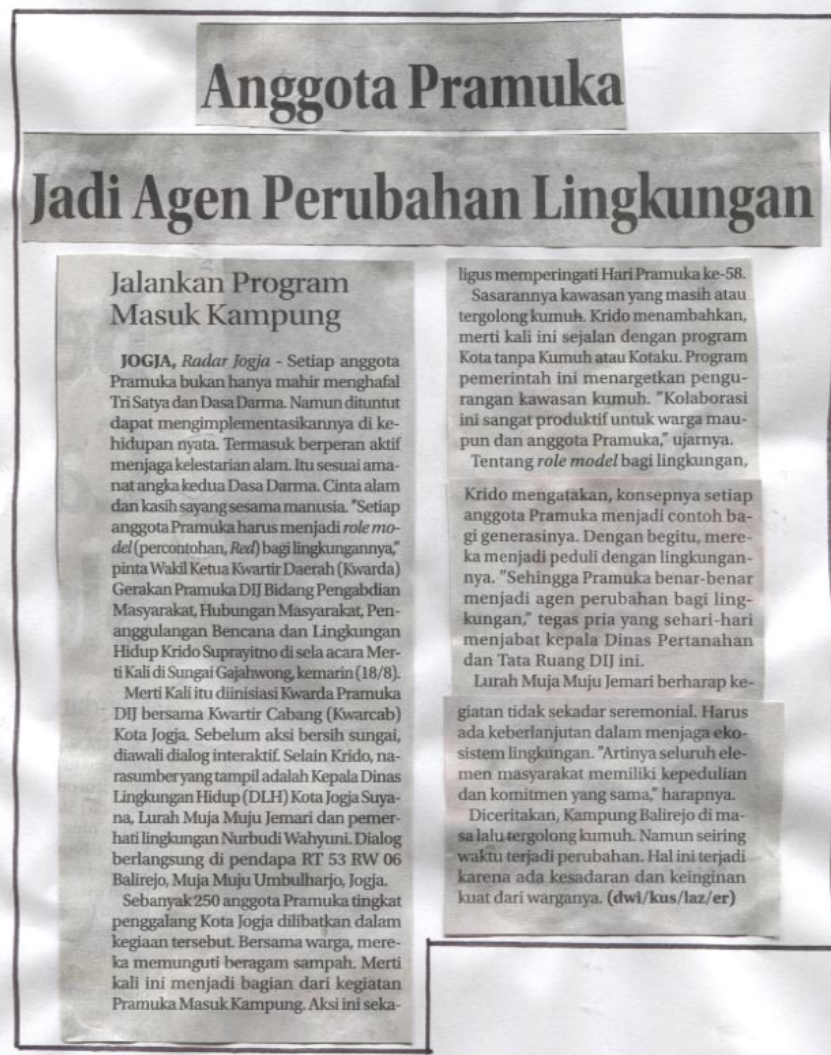 Anggota Pramuka
Jadi Agen Perubahan Lingkungan
Jalankan Program
Masuk Kampung
JOGJA, Radar Jogja - Setiap anggota
Pramuka bukan hanya mahir menghafal
Tri Satya dan Dasa Darma. Namun dituntut
dapat mengimplementasikannya di ke-
hidupan nyata. Termasuk berperan aktif
menjaga kelestarian alam. Itu sesuai ama-
nat angka kedua Dasa Darma. Cinta alam
dan kasih sayang sesama manusia. "Setiap
anggota Pramuka harus menjadi role mo-
del (percontohan, Red) bagi lingkungannya,"
pinta Wakil Ketua Kwartir Daerah (Kwarda)
Gerakan Pramuka DIJ Bidang Pengabdian
Masyarakat, Hubungan Masyarakat, Pen-
anggulangan Bencana dan Lingkungan
Hidup Krido Suprayitno di sela acara Mer-
ti Kali di Sungai Gajahwong, kemarin (18/8).
Merti Kali itu diinisiasi Kwarda Pramuka
DIJ bersama Kwartir Cabang (Kwarcab)
Kota Jogja. Sebelum aksi bersih sungai,
diawali dialog interaktif. Selain Krido, na-
rasumber yang tampil adalah Kepala Dinas
Lingkungan Hidup (DLH) Kota Jogja Suya-
na, Lurah Muja Muju Jemari dan pemer-
hati lingkungan Nurbudi Wahyuni. Dialog
berlangsung di pendapa RT 53 RW 06
Balirejo, Muja Muju Umbulharjo, Jogja.
Sebanyak 250 anggota Pramuka tingkat
penggalang Kota Jogja dilibatkan dalam
kegiaan tersebut. Bersama warga, mere-
ka memunguti beragam sampah. Merti
kali ini menjadi bagian dari kegiatan
Pramuka Masuk Kampung. Aksi ini seka-
ligus memperingati Hari Pramuka ke-58.
Sasarannya kawasan yang masih atau
tergolong kumuh. Krido menambahkan,
merti kali ini sejalan dengan program
Kota tanpa Kumuh atau Kotaku. Program
pemerintah ini menargetkan pengu-
rangan kawasan kumuh. "Kolaborasi
ini sangat produktif untuk warga mau-
pun dan anggota Pramuka," ujarnya.
Tentang role model bagi lingkungan,
Krido mengatakan, konsepnya setiap
anggota Pramuka menjadi contoh ba-
gi generasinya. Dengan begitu, mere-
ka menjadi peduli dengan lingkungan-
nya. "Sehingga Pramuka benar-benar
menjadi agen perubahan bagi ling-
kungan," tegas pria yang sehari-hari
menjabat kepala Dinas Pertanahan
dan Tata Ruang DIJ ini.
Lurah Muja Muju Jemari berharap ke-
giatan tidak sekadar seremonial. Harus
ada keberlanjutan dalam menjaga eko-
sistem lingkungan. "Artinya seluruh ele-
men masyarakat memiliki kepedulian
dan komitmen yang sama," harapnya.
Diceritakan, Kampung Balirejo di ma-
sa lalu tergolong kumuh. Namun seiring
waktu terjadi perubahan. Hal ini terjadi
karena ada kesadaran dan keinginan
kuat dari warganya. (dwi/kus/laz/er)